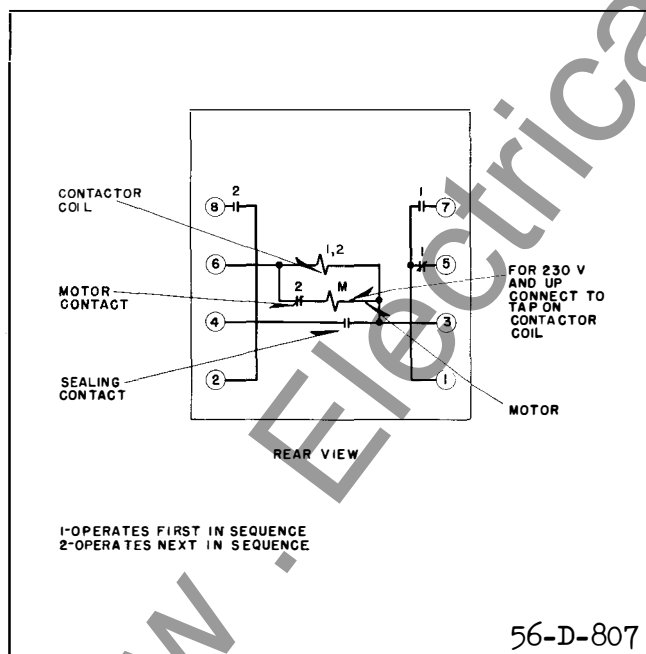 CONTACTOR
COIL
MOTOR
CONTACT
SEALING
CONTACT
2
8
6
4
2
1,2
2
M
1
7
1
5
3
1
FOR 230 V
AND UP
CONNECT TO
TAP ON
CONTACTOR
COIL
MOTOR
REAR VIEW
1-OPERATES FIRST IN SEQUENCE
2-OPERATES NEXT IN SEQUENCE
56-D-807
w . Electrica